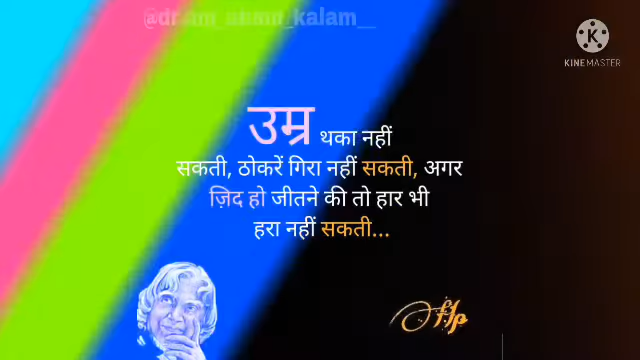 KINEMASTER
उम्र थका नहीं
सकती, ठोकरें गिरा नहीं सकती, अगर
ज़िद हो जीतने की तो हार भी
हरा नहीं सकती...